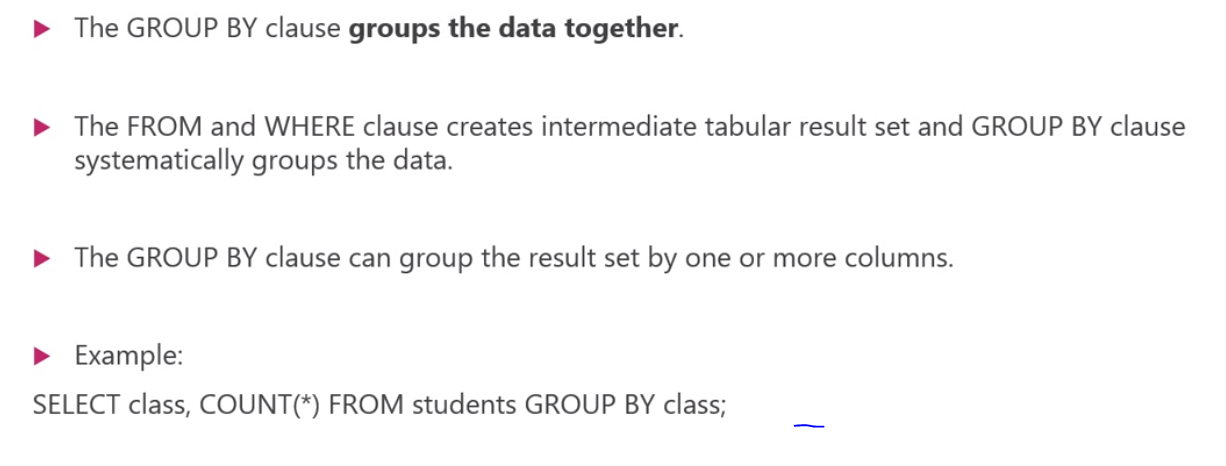 The GROUP BY clause groups the data together.
The FROM and WHERE clause creates intermediate tabular result set and GROUP BY clause
systematically groups the data.
The GROUP BY clause can group the result set by one or more columns.
Example:
SELECT class, COUNT(*) FROM students GROUP BY class;